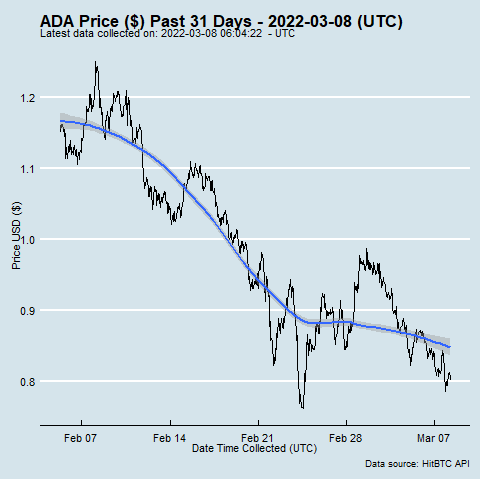 ADA Price ($) Past 31 Days - 2022-03-08 (UTC)
Latest data collected on: 2022-03-08 06:04:22  - UTC
Price USD ($)
1.2
1.1
1.0
0.9
0.8
Feb 07 Feb 14 Feb 21 Feb 28 Mar 07
Date Time Collected (UTC)
Data source: HitBTC API